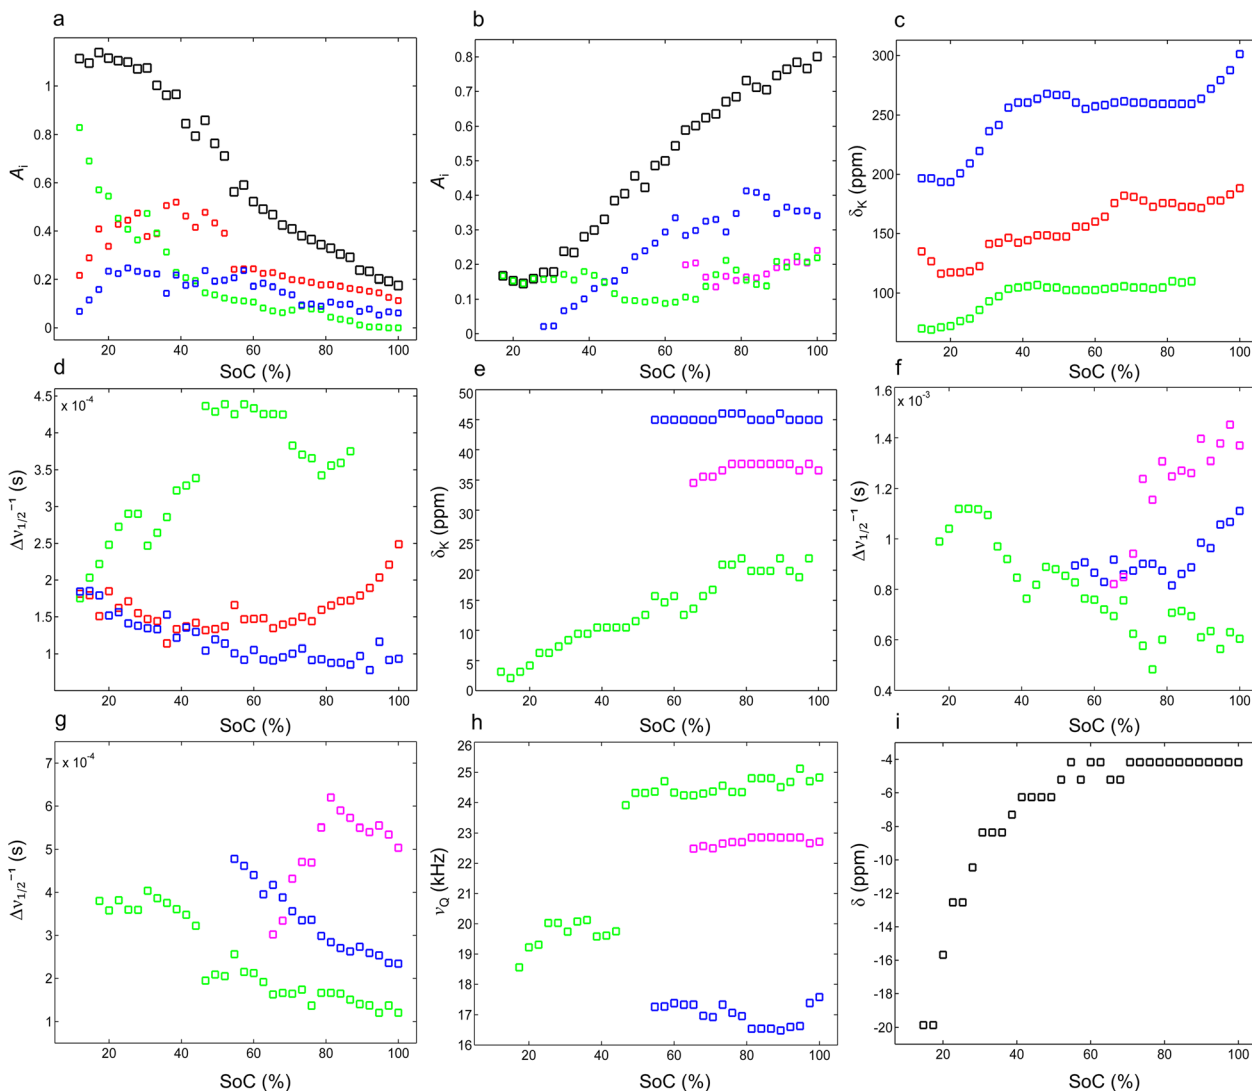 a
b
c
A_i
1
0.8
0.6
0.4
0.2
0
20 40 60 80 100
SoC (%)
A_i
0.8
0.7
0.6
0.5
0.4
0.3
0.2
0.1
0
20 40 60 80 100
SoC (%)
δ_K (ppm)
300
250
200
150
100
20 40 60 80 100
SoC (%)
d
e
f
Δν_1/2⁻¹ (s)
x 10⁻⁴
4.5
4
3.5
3
2.5
2
1.5
1
20 40 60 80 100
SoC (%)
δ_K (ppm)
50
45
40
35
30
25
20
15
10
5
0
20 40 60 80 100
SoC (%)
Δν_1/2⁻¹ (s)
1.6
x 10⁻³
1.4
1.2
1
0.8
0.6
0.4
20 40 60 80 100
SoC (%)
g
h
i
Δν_1/2⁻¹ (s)
7 x 10⁻⁴
6
5
4
3
2
1
20 40 60 80 100
SoC (%)
ν_Q (kHz)
26
25
24
23
22
21
20
19
18
17
16
20 40 60 80 100
SoC (%)
δ (ppm)
-4
-6
-8
-10
-12
-14
-16
-18
-20
20 40 60 80 100
SoC (%)